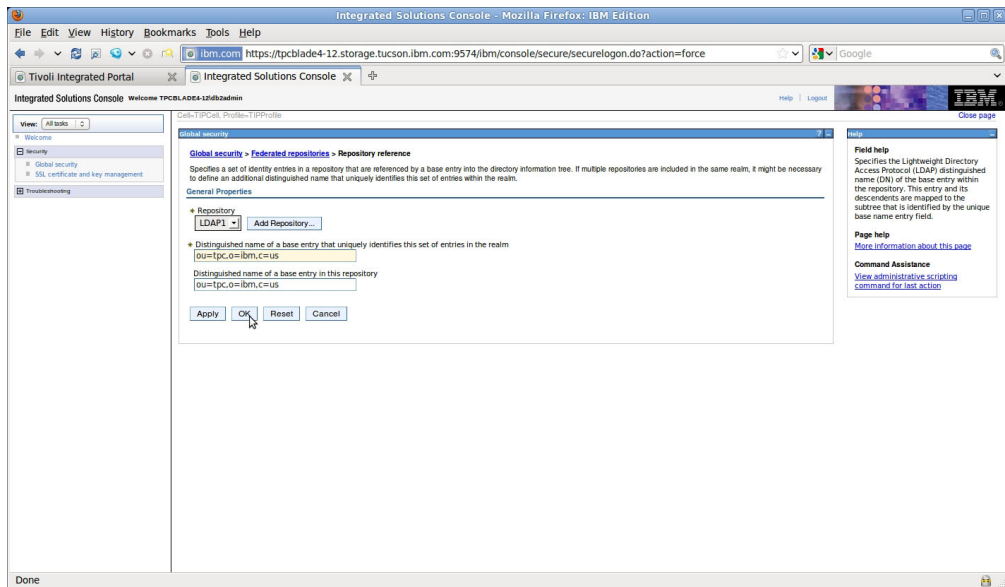 Integrated Solutions Console - Mozilla Firefox: IBM Edition
File Edit View History Bookmarks Tools Help
ibm.com https://tpcblade4-12.storage.tucson.ibm.com:9574/ibm/console/secure/securelogon.do?action=force
Google
Tivoli Integrated Portal
Integrated Solutions Console
Integrated Solutions Console Welcome TPCBLADE4-12\db2admin
Help | Logout
IBM
View: All tasks
Welcome
Security
Global security
SSL certificate and key management
Troubleshooting
Cell=TIPCell, Profile=TIPProfile
Close page
Global security
Global security > Federated repositories > Repository reference
Specifies a set of identity entries in a repository that are referenced by a base entry into the directory information tree. If multiple repositories are included in the same realm, it might be necessary
to define an additional distinguished name that uniquely identifies this set of entries within the realm.
General Properties
* Repository
LDAP1 Add Repository...
* Distinguished name of a base entry that uniquely identifies this set of entries in the realm
ou=tpc,o=ibm,c=us
Distinguished name of a base entry in this repository
ou=tpc,o=ibm,c=us
Apply OK Reset Cancel
Help
Field help
Specifies the Lightweight Directory
Access Protocol (LDAP) distinguished
name (DN) of the base entry within
the repository. This entry and its
descendents are mapped to the
subtree that is identified by the unique
base name entry field.
Page help
More information about this page
Command Assistance
View administrative scripting
command for last action
Done